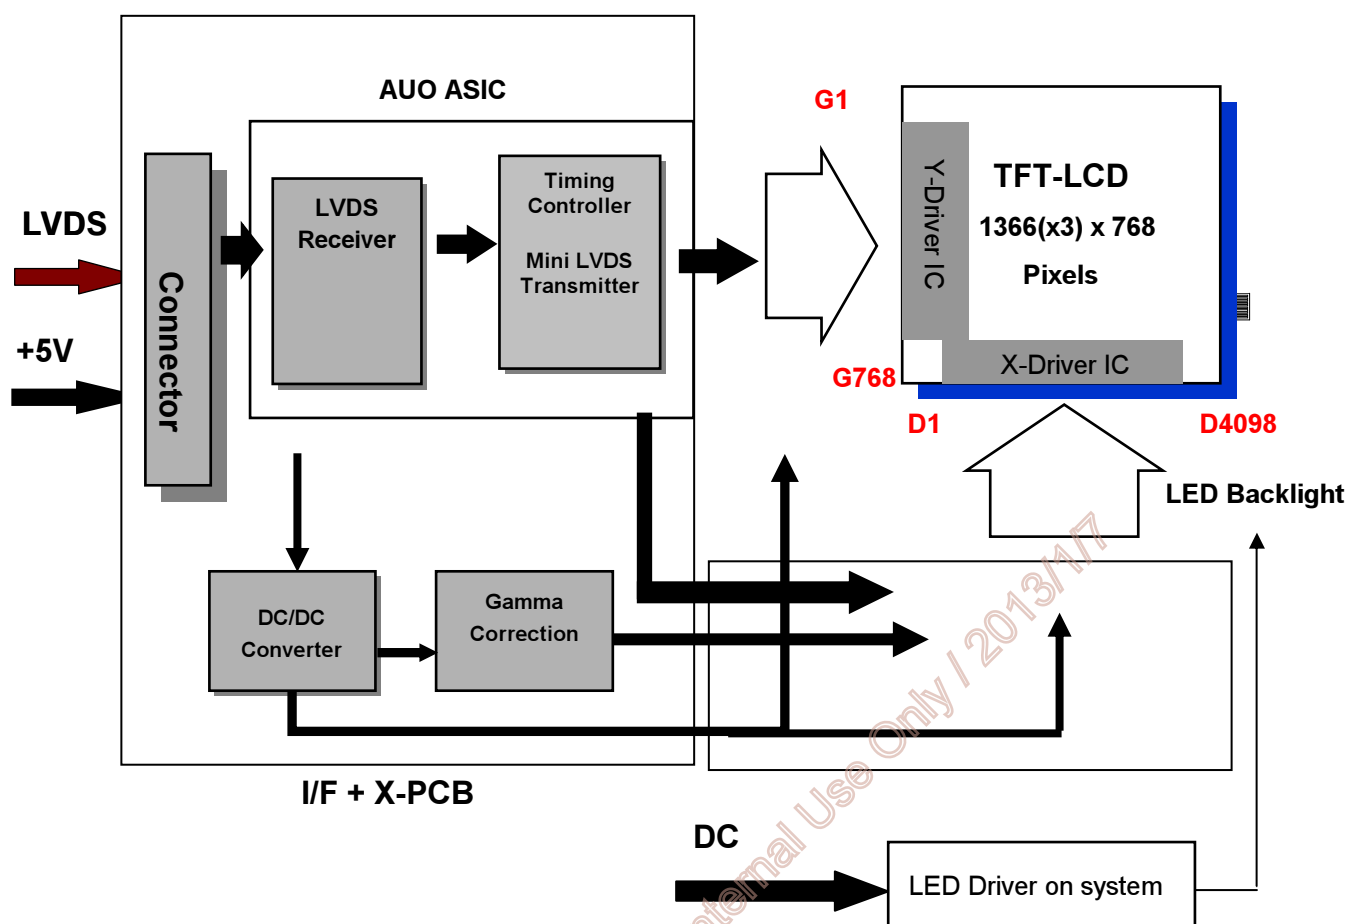 AUO ASIC
G1
LVDS
+5V
Connector
LVDS
Receiver
Timing
Controller
Mini LVDS
Transmitter
Y-Driver IC
TFT-LCD
1366(x3) x 768
Pixels
X-Driver IC
G768
D1
D4098
LED Backlight
DC/DC
Converter
Gamma
Correction
I/F + X-PCB
DC
LED Driver on system
ternal Use Only / 2013/1/7